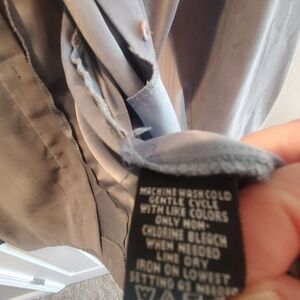 MACHINE WASH COLD
GENTLE CYCLE
WITH LIKE COLORS
ONLY NON-
CHLORINE BLEACH
WHEN NEEDED
LINE DRY
IRON ON LOWEST
SETTING